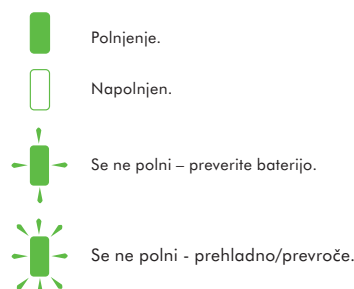 Polnjenje.
Napolnjen.
Se ne polni – preverite baterijo.
Se ne polni - prehladno/prevroče.